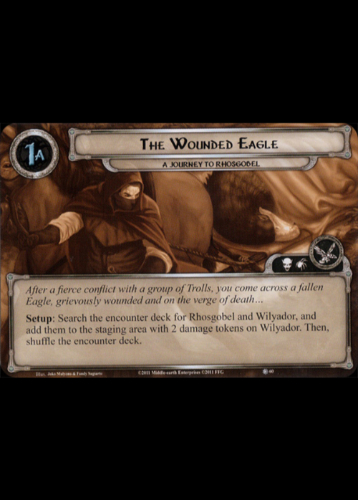 1A
THE WOUNDED EAGLE
A JOURNEY TO RHOSGOBEL
After a fierce conflict with a group of Trolls, you come across a fallen
Eagle, grievously wounded and on the verge of death…
Setup: Search the encounter deck for Rhosgobel and Wilyador, and
add them to the staging area with 2 damage tokens on Wilyador. Then,
shuffle the encounter deck.
©2011 Middle-earth Enterprises ©2011 FFG